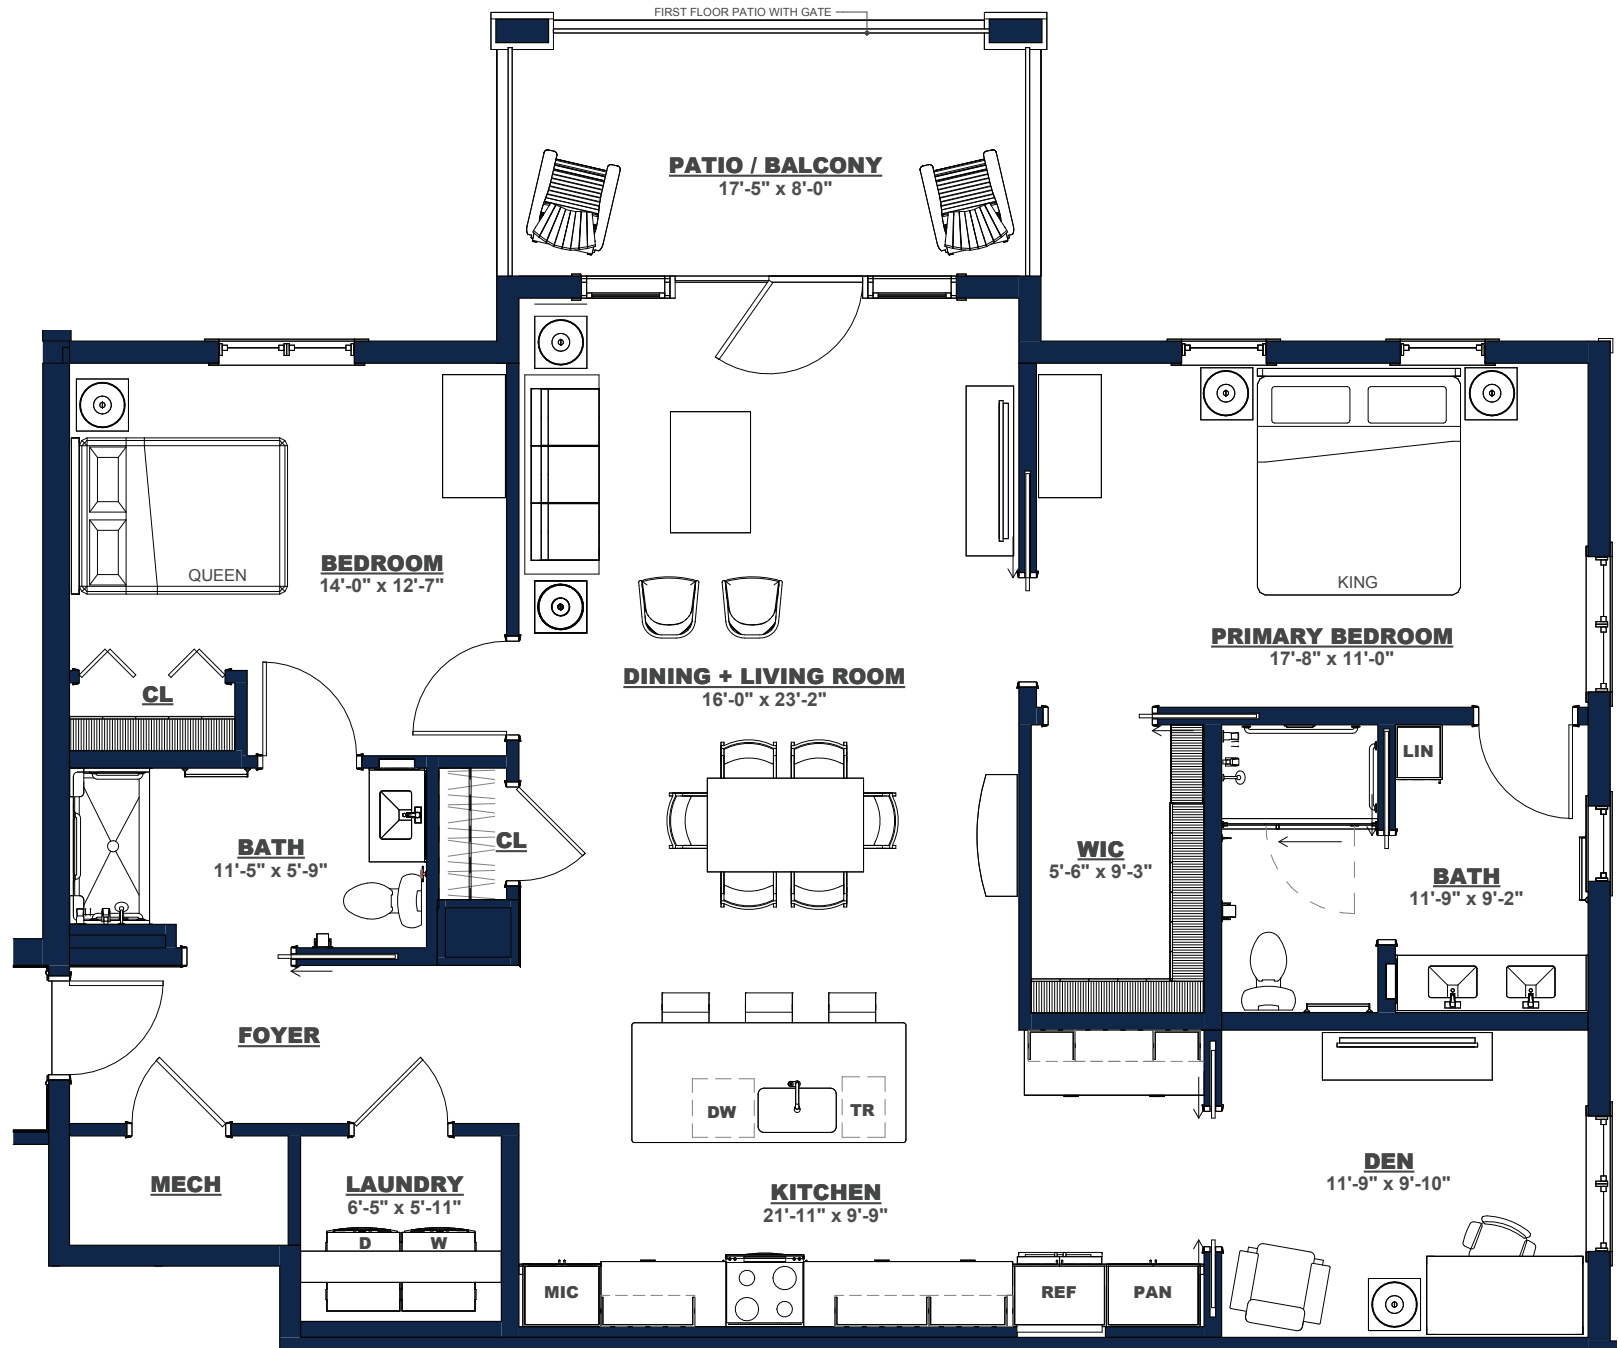 FIRST FLOOR PATIO WITH GATE
PATIO / BALCONY
17'-5" x 8'-0"
BEDROOM
14'-0" x 12'-7"
QUEEN
KING
PRIMARY BEDROOM
17'-8" x 11'-0"
DINING + LIVING ROOM
16'-0" x 23'-2"
CL
LIN
CL
BATH
11'-5" x 5'-9"
WIC
5'-6" x 9'-3"
BATH
11'-9" x 9'-2"
FOYER
DW
TR
MECH
LAUNDRY
6'-5" x 5'-11"
D
W
KITCHEN
21'-11" x 9'-9"
DEN
11'-9" x 9'-10"
MIC
REF
PAN